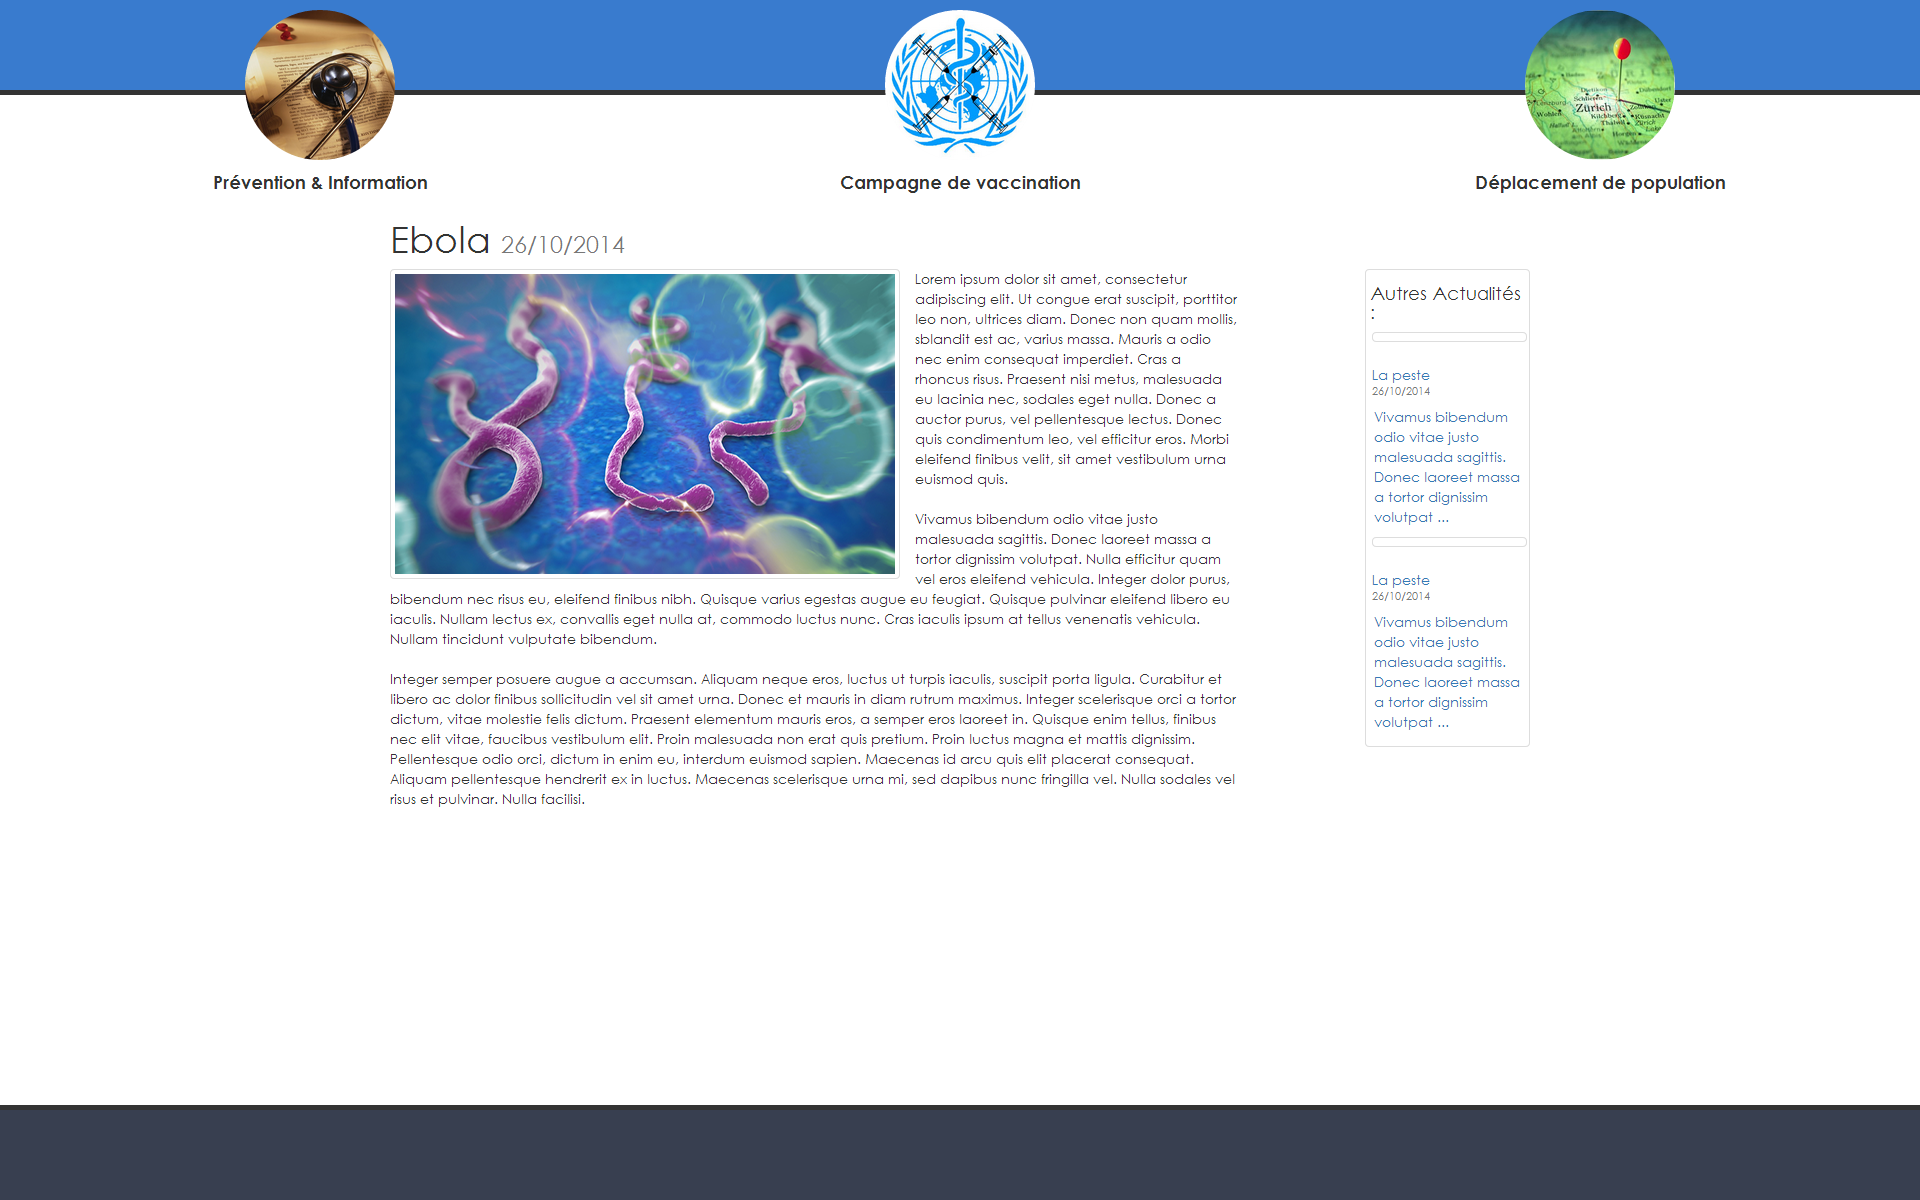 Prévention & Information
Campagne de vaccination
Déplacement de population
Zürich
Ebola 26/10/2014
Lorem ipsum dolor sit amet, consectetur
adipiscing elit. Ut congue erat suscipit, porttitor
leo non, ultrices diam. Donec non quam mollis,
sblandit est ac, varius massa. Mauris a odio
nec enim consequat imperdiet. Cras a
rhoncus risus. Praesent nisi metus, malesuada
eu lacinia nec, sodales eget nulla. Donec a
auctor purus, vel pellentesque lectus. Donec
quis condimentum leo, vel efficitur eros. Morbi
eleifend finibus velit, sit amet vestibulum urna
euismod quis.
Vivamus bibendum odio vitae justo
malesuada sagittis. Donec laoreet massa a
tortor dignissim volutpat. Nulla efficitur quam
vel eros eleifend vehicula. Integer dolor purus,
bibendum nec risus eu, eleifend finibus nibh. Quisque varius egestas augue eu feugiat. Quisque pulvinar eleifend libero eu
iaculis. Nullam lectus ex, convallis eget nulla at, commodo luctus nunc. Cras iaculis ipsum at tellus venenatis vehicula.
Nullam tincidunt vulputate bibendum.
Integer semper posuere augue a accumsan. Aliquam neque eros, luctus ut turpis iaculis, suscipit porta ligula. Curabitur et
libero ac dolor finibus sollicitudin vel sit amet urna. Donec et mauris in diam rutrum maximus. Integer scelerisque orci a tortor
dictum, vitae molestie felis dictum. Praesent elementum mauris eros, a semper eros laoreet in. Quisque enim tellus, finibus
nec elit vitae, faucibus vestibulum elit. Proin malesuada non erat quis pretium. Proin luctus magna et mattis dignissim.
Pellentesque odio orci, dictum in enim eu, interdum euismod sapien. Maecenas id arcu quis elit placerat consequat.
Aliquam pellentesque hendrerit ex in luctus. Maecenas scelerisque urna mi, sed dapibus nunc fringilla vel. Nulla sodales vel
risus et pulvinar. Nulla facilisi.
Autres Actualités
:
La peste
26/10/2014
Vivamus bibendum
odio vitae justo
malesuada sagittis.
Donec laoreet massa
a tortor dignissim
volutpat ...
La peste
26/10/2014
Vivamus bibendum
odio vitae justo
malesuada sagittis.
Donec laoreet massa
a tortor dignissim
volutpat ...